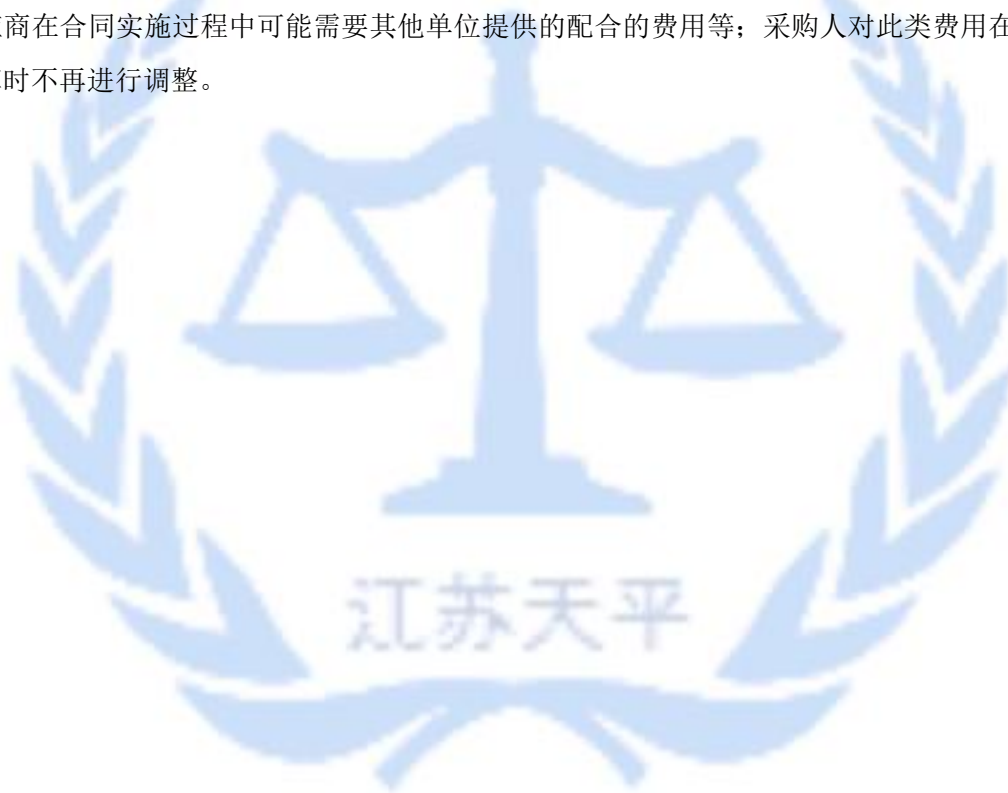 商在合同实施过程中可能需要其他单位提供的配合的费用等；采购人对此类费用在
时不再进行调整。
江苏天平